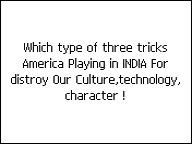 Which type of three tricks
America Playing in INDIA For
distroy Our Culture,technology,
character !